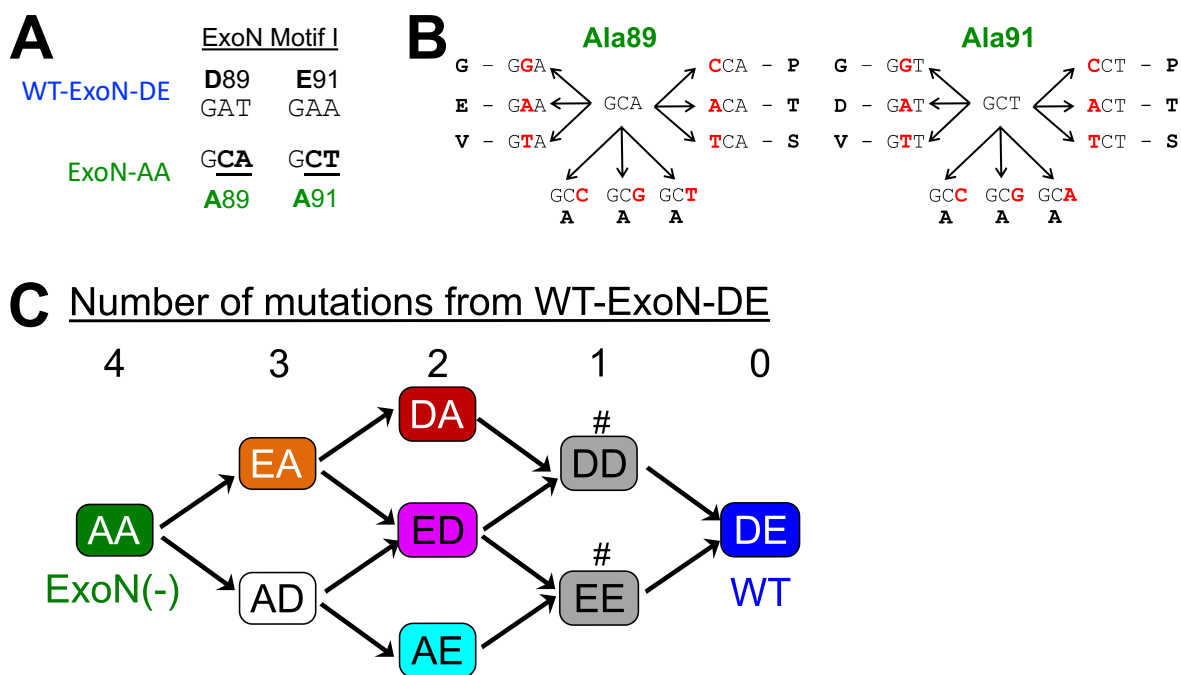 A
ExoN Motif I
D89 E91
WT-ExoN-DE
GAT GAA
GCA GCT
ExoN-AA
A89 A91
B
Ala89
G - GGA CCA - P
E - GAA GCA ACA - T
V - GTA TCA - S
GCC GCG GCT
A A A
Ala91
G - GGT CCT - P
D - GAT GCT ACT - T
V - GTT TCT - S
GCC GCG GCA
A A A
C
Number of mutations from WT-ExoN-DE
4 3 2 1 0
DA
#
EA DD
AA ED DE
ExoN(-) WT
#
AD EE
AE